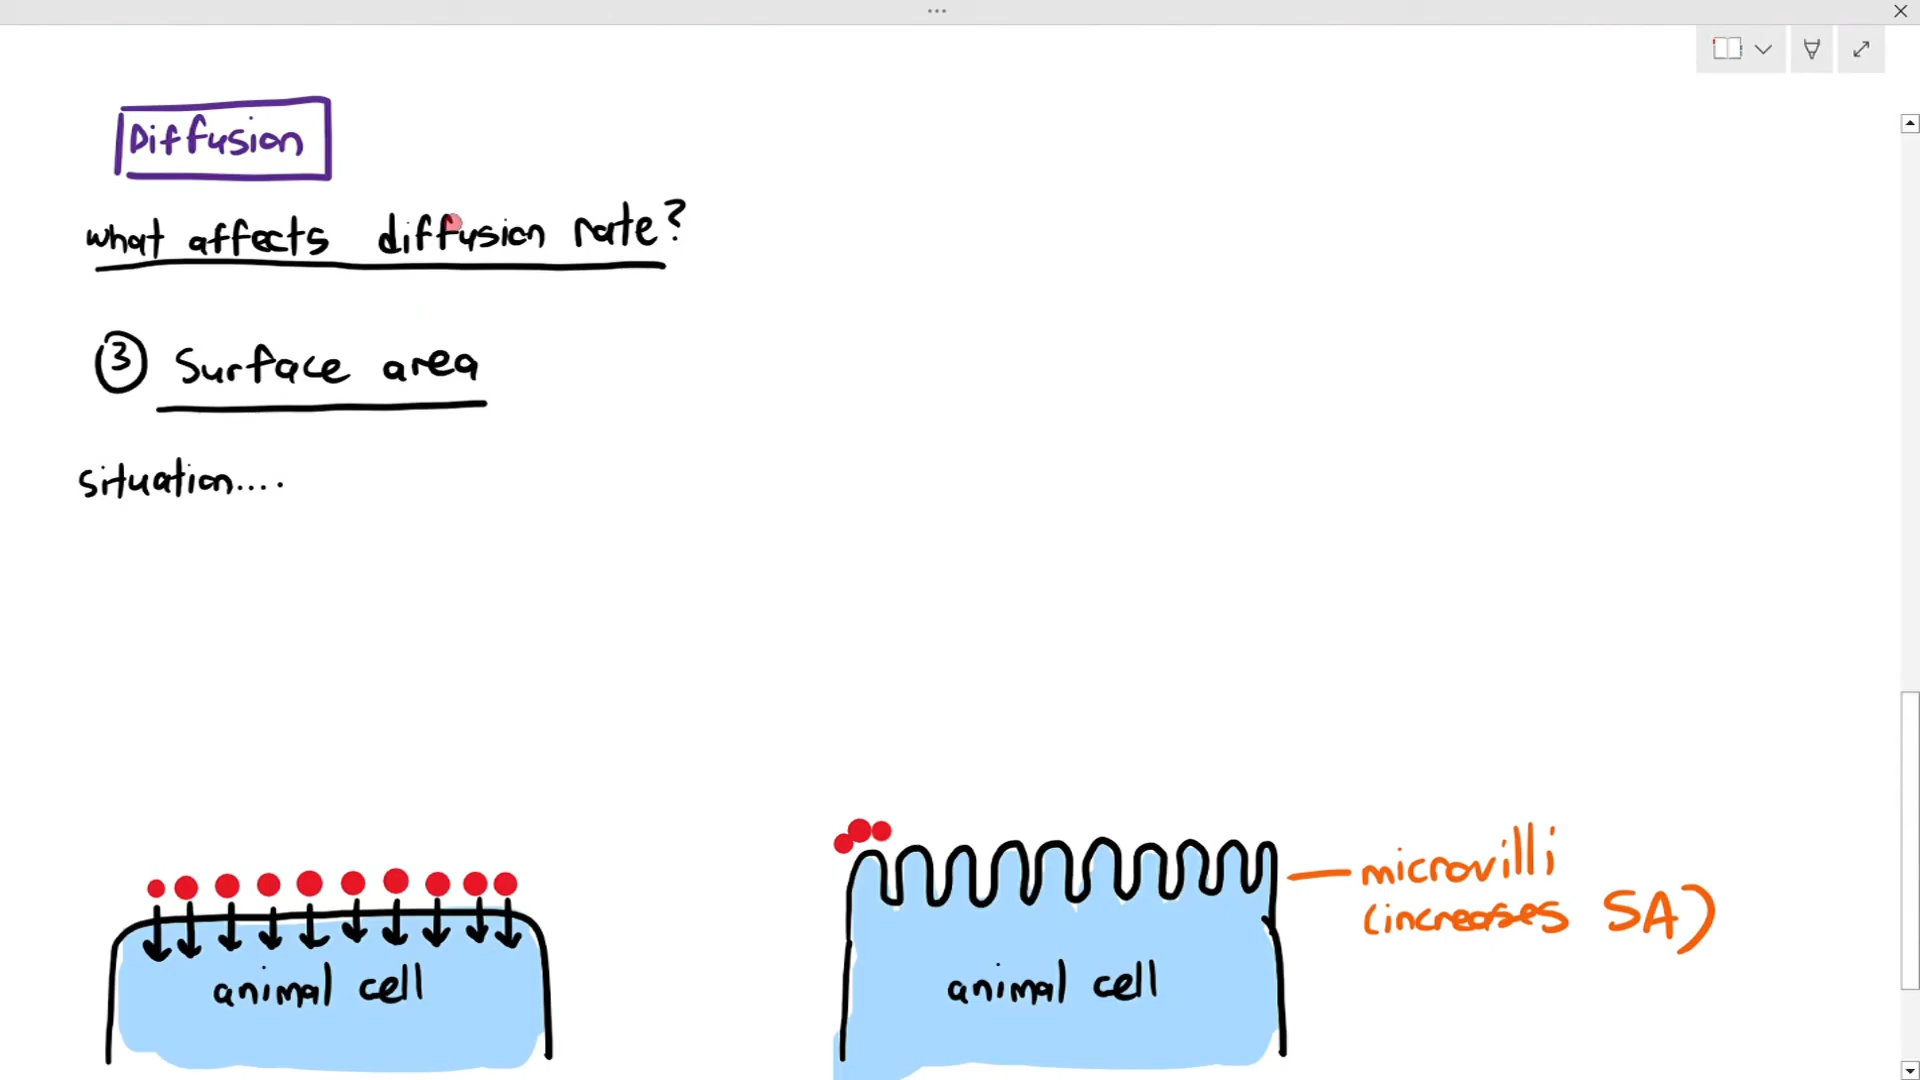 Diffusion
what affects diffusion rate?
③ Surface area
situation....
microvilli
(increases SA)
animal cell
animal cell